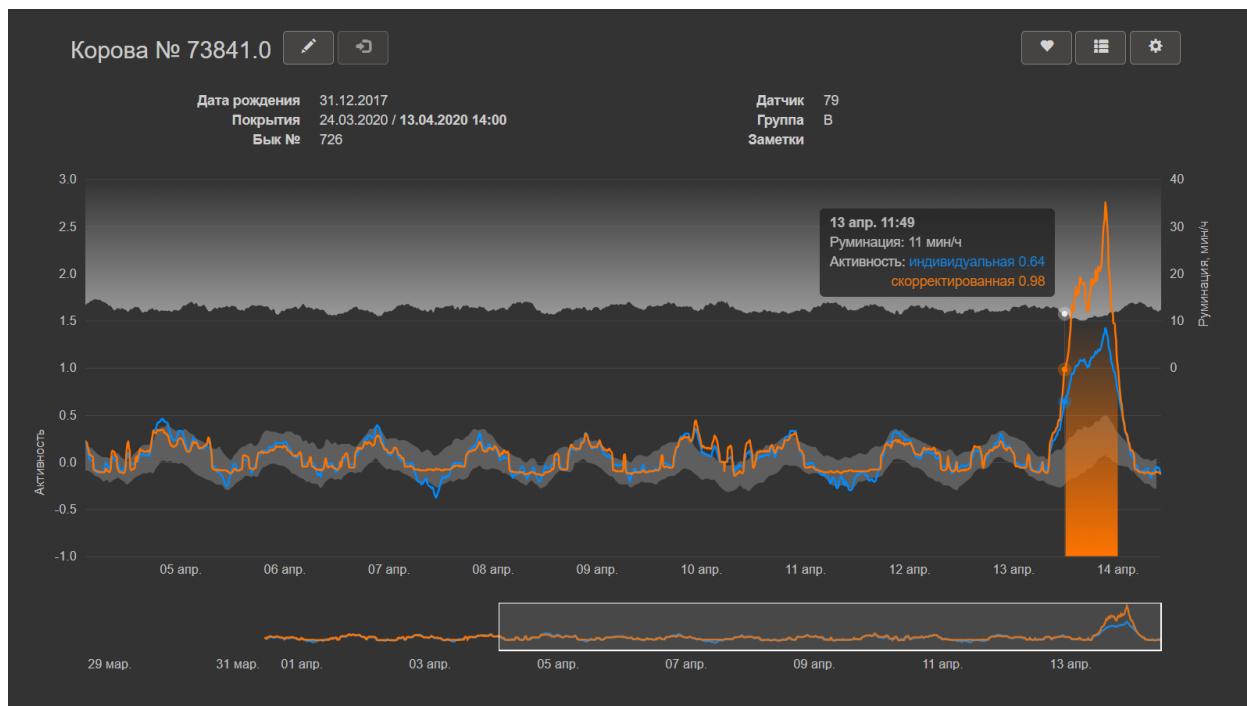 Корова № 73841.0
Дата рождения 31.12.2017
Покрытия 24.03.2020 / 13.04.2020 14:00
Бык № 726
Датчик 79
Группа B
Заметки
3.0
2.5
2.0
1.5
1.0
0.5
0.0
-0.5
-1.0
Активность
40
30
20
10
0
Руминация, мин/ч
13 апр. 11:49
Руминация: 11 мин/ч
Активность: индивидуальная 0.64
скорректированная 0.98
05 апр. 06 апр. 07 апр. 08 апр. 09 апр. 10 апр. 11 апр. 12 апр. 13 апр. 14 апр.
29 мар. 31 мар. 01 апр. 03 апр. 05 апр. 07 апр. 09 апр. 11 апр. 13 апр.